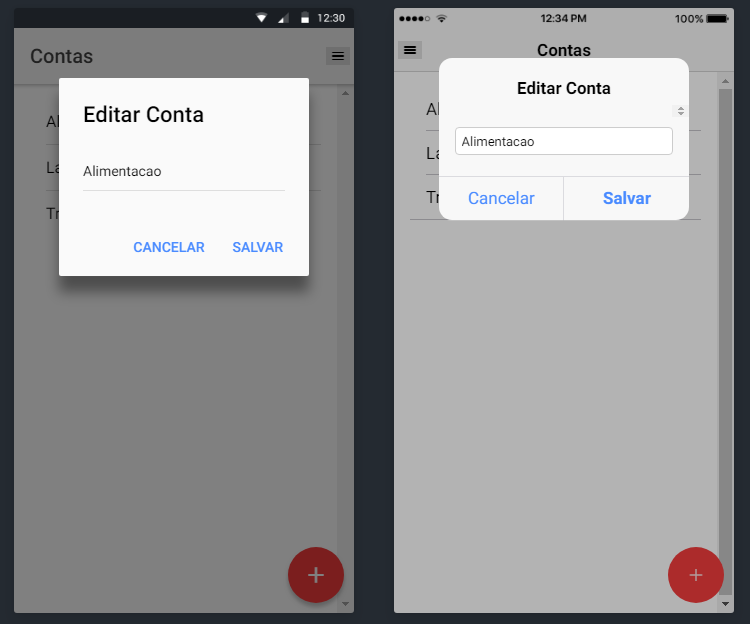 12:30
Contas
Editar Conta
Al
Alimentacao
La
Tr
CANCELAR SALVAR
+
12:34 PM 100%
Contas
Editar Conta
Al
Alimentacao
La
Tr
Cancelar Salvar
+